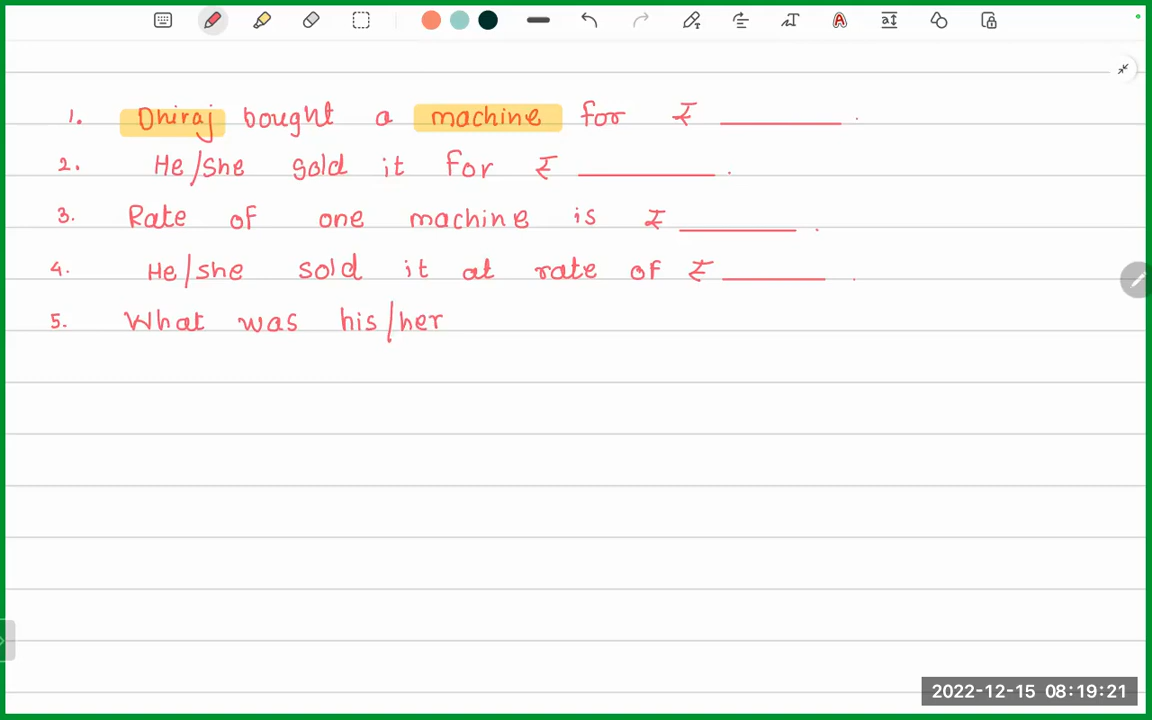 1. Dhiraj bought a machine for ₹ ________ .
2. He/she sold it for ₹ ________ .
3. Rate of one machine is ₹ ________ .
4. He/she sold it at rate of ₹ ________ .
5. What was his/her
2022-12-15 08:19:21